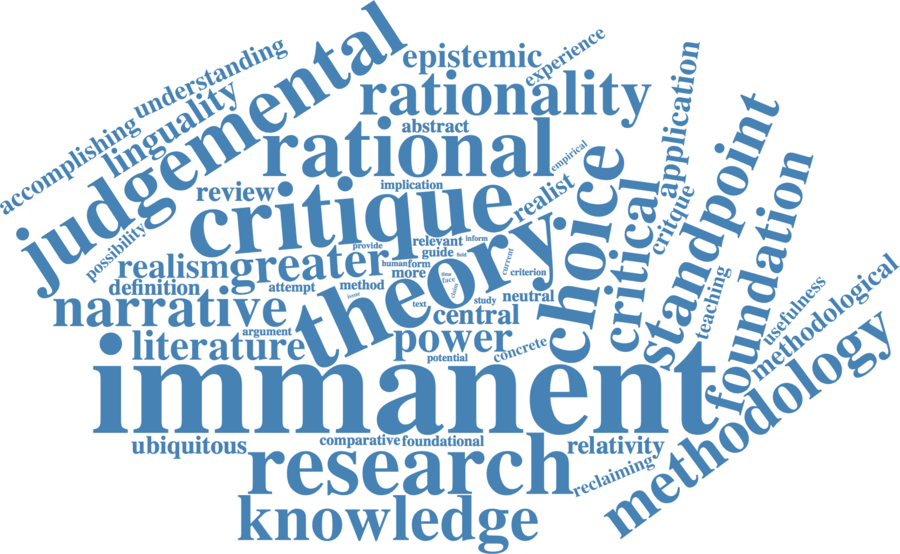 judgemental
understanding
accomplishing
linguality
epistemic
experience
rationality
abstract
rational
empirical
application
review
implication
critique
realist
choice
critical
critque
standpoint
foundation
possibility
provide
relevant
inform
current
realism
greater
human
form
guide
field
definition
attempt
method
more
time
face
claim
criterion
theory
narrative
issue
text
study
neutral
teaching
usefulness
methodological
argument
central
literature
power
potential
concrete
immanent
methodology
ubiquitous
comparative
foundational
relativity
research
reclaiming
knowledge